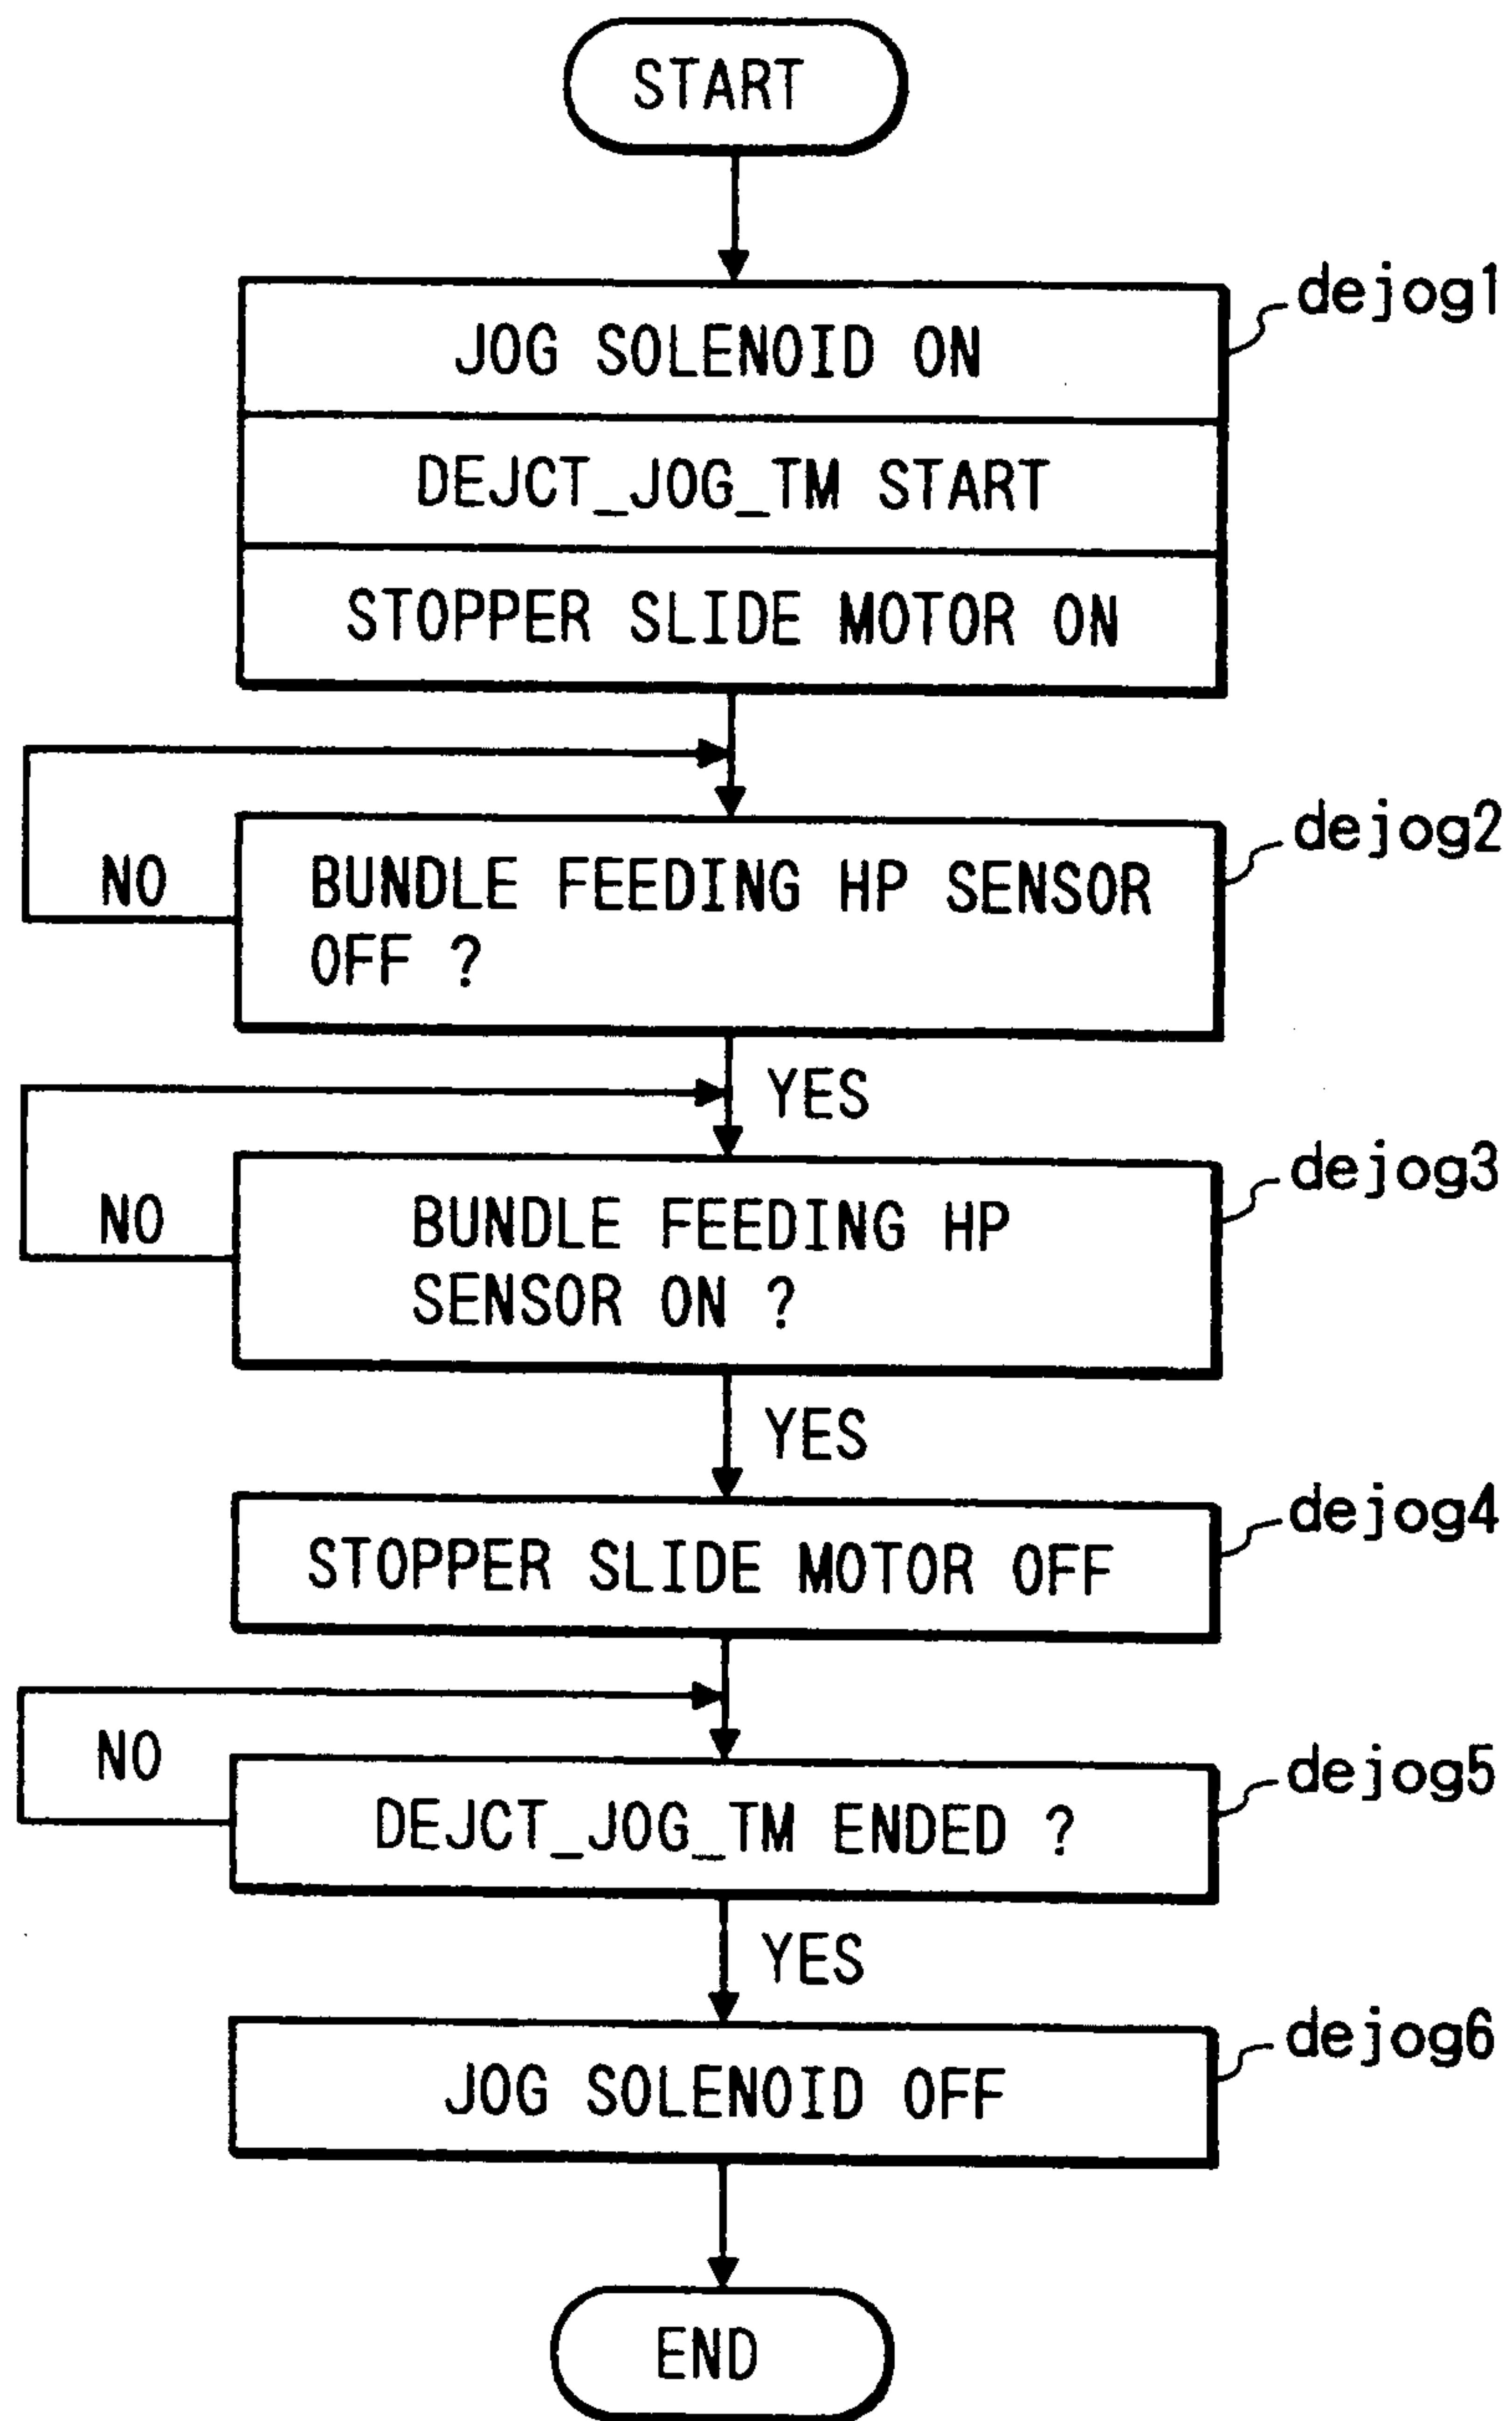 START
dejog1
JOG SOLENOID ON
DEJCT_JOG_TM START
STOPPER SLIDE MOTOR ON
dejog2
NO
BUNDLE FEEDING HP SENSOR
OFF ?
YES
dejog3
NO
BUNDLE FEEDING HP
SENSOR ON ?
YES
dejog4
STOPPER SLIDE MOTOR OFF
NO
dejog5
DEJCT_JOG_TM ENDED ?
YES
dejog6
JOG SOLENOID OFF
END